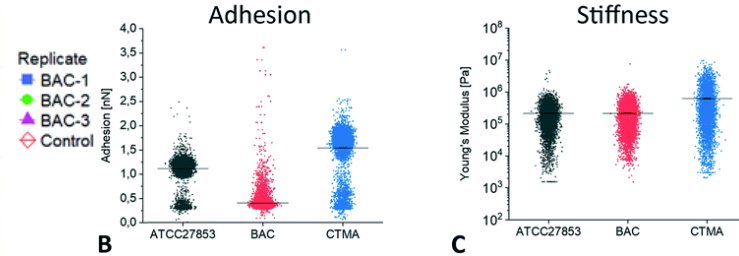 Adhesion
Stiffness
Replicate
BAC-1
BAC-2
BAC-3
Control
Adhesion [nN]
4,0
3,5
3,0
2,5
2,0
1,5
1,0
0,5
0,0
ATCC27853 BAC CTMA
B
Young's Modulus [Pa]
10⁸
10⁷
10⁶
10⁵
10⁴
10³
10²
ATCC27853 BAC CTMA
C